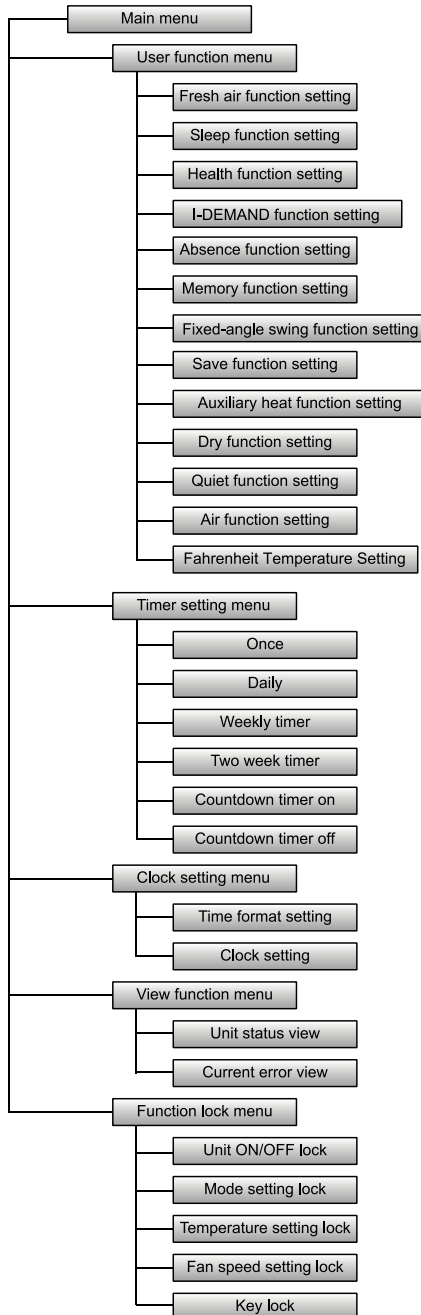 Main menu
User function menu
Fresh air function setting
Sleep function setting
Health function setting
I-DEMAND function setting
Absence function setting
Memory function setting
Fixed-angle swing function setting
Save function setting
Auxiliary heat function setting
Dry function setting
Quiet function setting
Air function setting
Fahrenheit Temperature Setting
Timer setting menu
Once
Daily
Weekly timer
Two week timer
Countdown timer on
Countdown timer off
Clock setting menu
Time format setting
Clock setting
View function menu
Unit status view
Current error view
Function lock menu
Unit ON/OFF lock
Mode setting lock
Temperature setting lock
Fan speed setting lock
Key lock